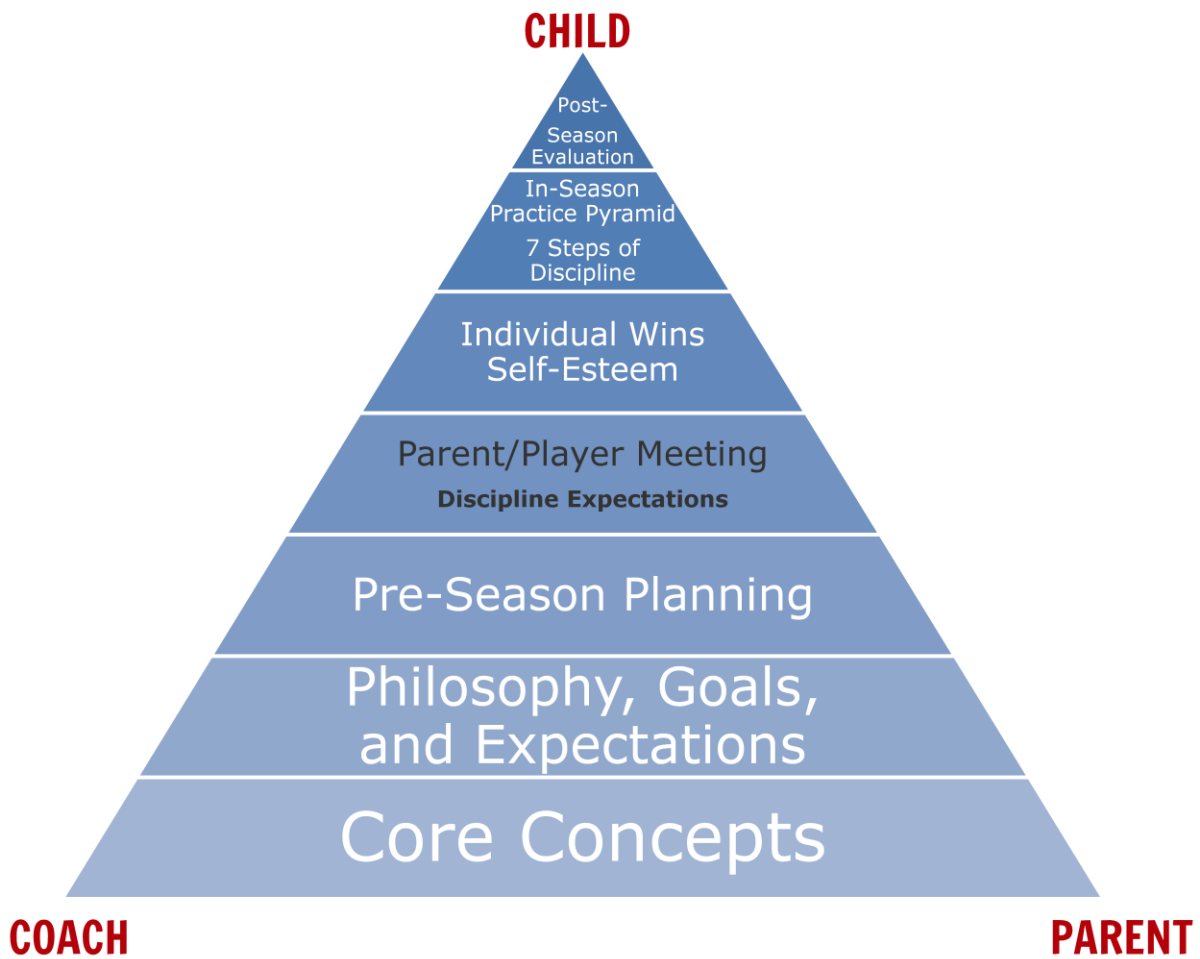 CHILD
Post-
Season
Evaluation
In-Season
Practice Pyramid
7 Steps of
Discipline
Individual Wins
Self-Esteem
Parent/Player Meeting
Discipline Expectations
Pre-Season Planning
Philosophy, Goals,
and Expectations
Core Concepts
COACH
PARENT